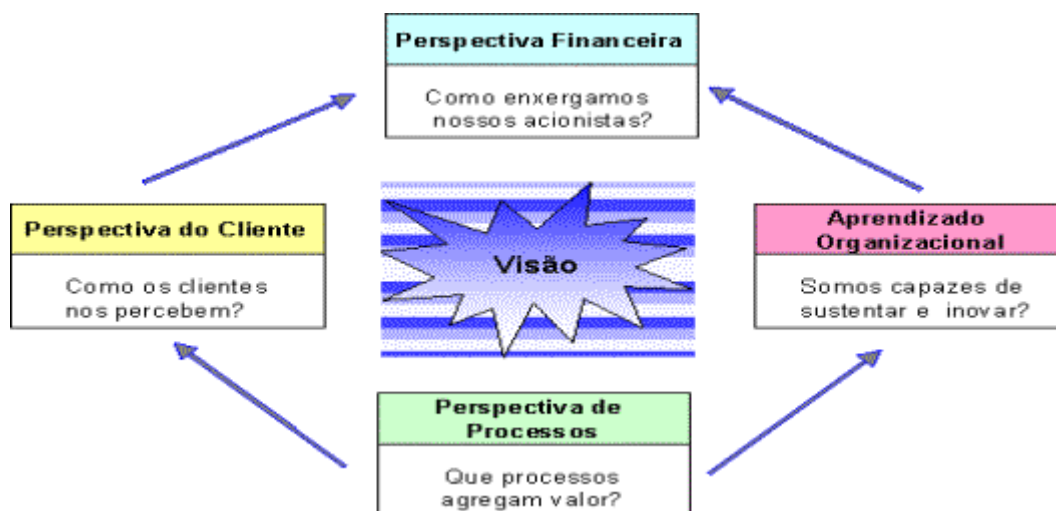 Perspectiva Financeira
Como enxergamos
nossos acionistas?
Perspectiva do Cliente
Como os clientes
nos percebem?
Visão
Aprendizado
Organizacional
Somos capazes de
sustentar e inovar?
Perspectiva de
Processos
Que processos
agregam valor?